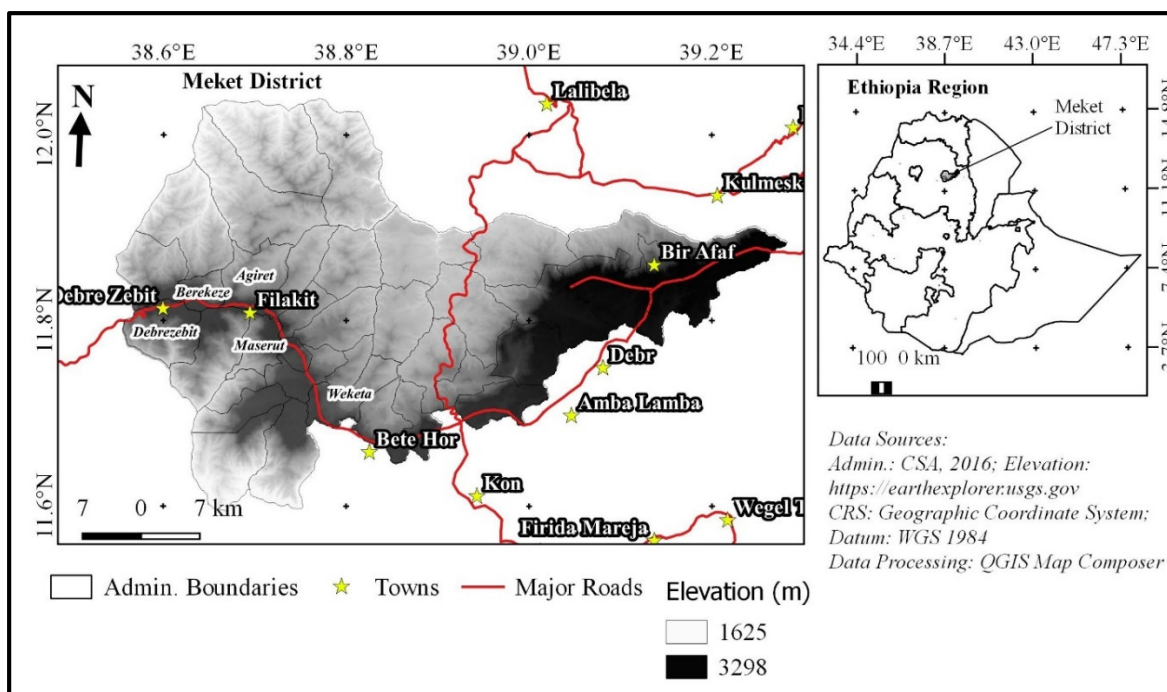 38.6°E 38.8°E 39.0°E 39.2°E
Meket District
N
12.0°N
11.8°N
11.6°N
Lalibela
Kulmesk
Bir Afaf
Agiret
Berekeze
Debre Zebit
Filakit
Debrezebit
Maserut
Debr
Weketa
Amba Lamba
Bete Hor
Kon
Wegel T
Firida Mareja
7 0 7 km
34.4°E 38.7°E 43.0°E 47.3°E
Ethiopia Region
Meket
District
100 0 km
Data Sources:
Admin.: CSA, 2016; Elevation:
https://earthexplorer.usgs.gov
CRS: Geographic Coordinate System;
Datum: WGS 1984
Data Processing: QGIS Map Composer
Admin. Boundaries Towns Major Roads Elevation (m)
1625
3298